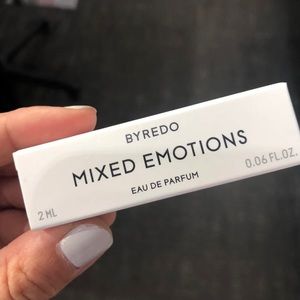 BYREDO
MIXED EMOTIONS
EAU DE PARFUM
2 ML
0.06 FL.OZ.